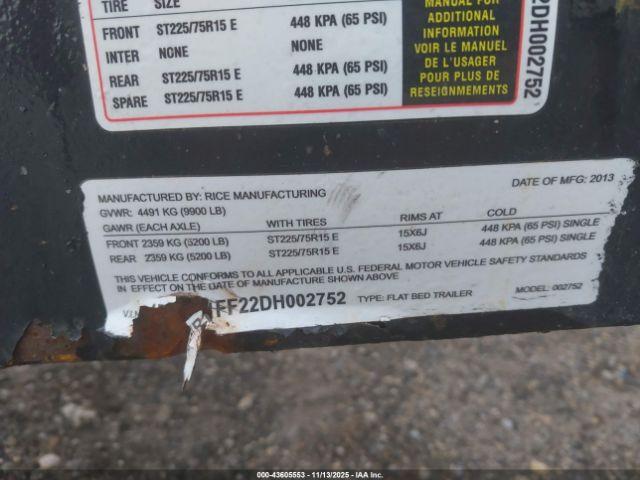 TIRE SIZE
FRONT ST225/75R15 E 448 KPA (65 PSI)
INTER NONE NONE
REAR ST225/75R15 E 448 KPA (65 PSI)
SPARE ST225/75R15 E 448 KPA (65 PSI)
MANUAL FOR
ADDITIONAL
INFORMATION
VOIR LE MANUEL
DE L'USAGER
POUR PLUS DE
RESEIGNEMENTS
2DH002752
MANUFACTURED BY: RICE MANUFACTURING DATE OF MFG: 2013
GVWR: 4491 KG (9900 LB)
GAWR (EACH AXLE) WITH TIRES RIMS AT COLD
FRONT 2359 KG (5200 LB) ST225/75R15 E 15X6J 448 KPA (65 PSI) SINGLE
REAR 2359 KG (5200 LB) ST225/75R15 E 15X6J 448 KPA (65 PSI) SINGLE
THIS VEHICLE CONFORMS TO ALL APPLICABLE U.S. FEDERAL MOTOR VEHICLE SAFETY STANDARDS
IN EFFECT ON THE DATE OF MANUFACTURE SHOWN ABOVE
FF22DH002752 TYPE: FLAT BED TRAILER MODEL: 002752
00-43605553 11/13/2025 IAA Inc.